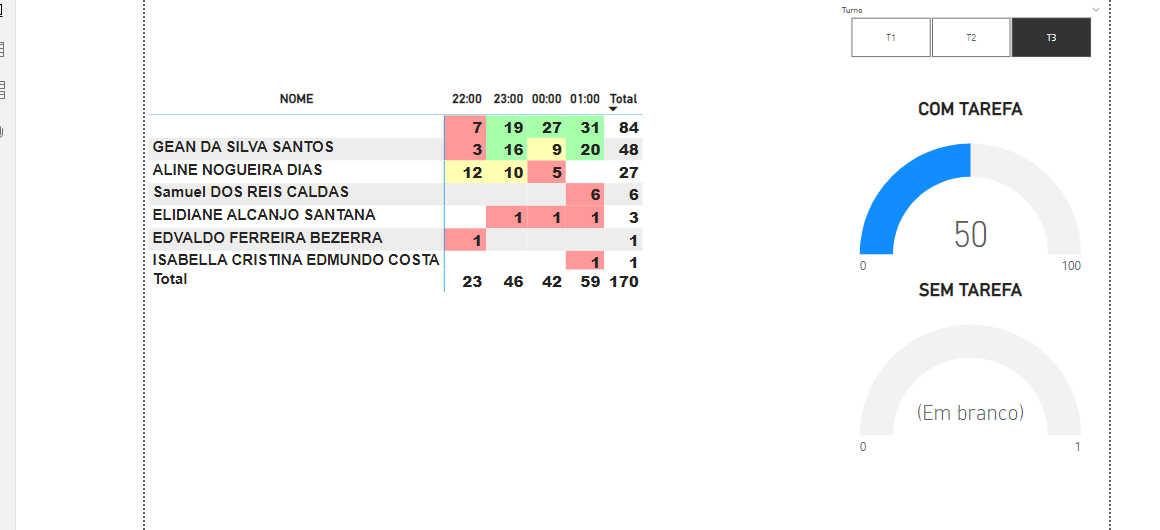 Turno
T1 T2 T3
NOME 22:00 23:00 00:00 01:00 Total
7 19 27 31 84
GEAN DA SILVA SANTOS 3 16 9 20 48
ALINE NOGUEIRA DIAS 12 10 5 27
Samuel DOS REIS CALDAS 6 6
ELIDIANE ALCANJO SANTANA 1 1 1 3
EDVALDO FERREIRA BEZERRA 1 1
ISABELLA CRISTINA EDMUNDO COSTA 1 1
Total 23 46 42 59 170
COM TAREFA
50
0 100
SEM TAREFA
(Em branco)
0 1